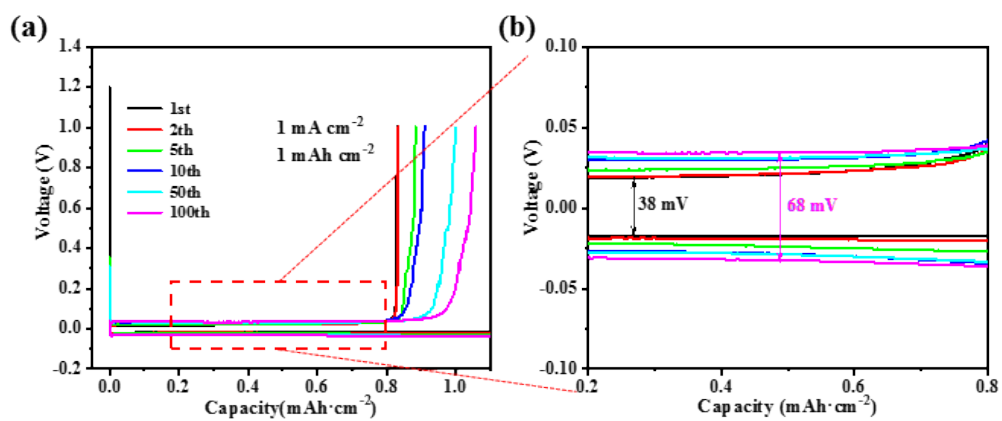 (a)
1.4
1.2
1.0
0.8
0.6
0.4
0.2
0.0
-0.2
Voltage (V)
1st
2th
5th
10th
50th
100th
1 mA cm⁻²
1 mAh cm⁻²
0.0
0.2
0.4
0.6
0.8
1.0
Capacity(mAh·cm⁻²)
(b)
0.10
0.05
0.00
-0.05
-0.10
Voltage (V)
38 mV
68 mV
0.2
0.4
0.6
0.8
Capacity (mAh·cm⁻²)